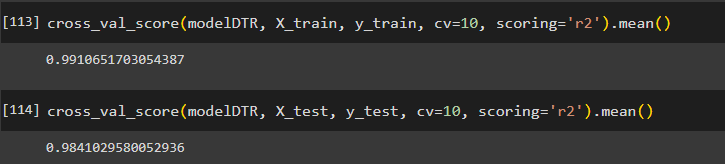 [113] cross_val_score(modelDTR, X_train, y_train, cv=10, scoring='r2').mean()
0.9910651703054387
[114] cross_val_score(modelDTR, X_test, y_test, cv=10, scoring='r2').mean()
0.9841029580052936